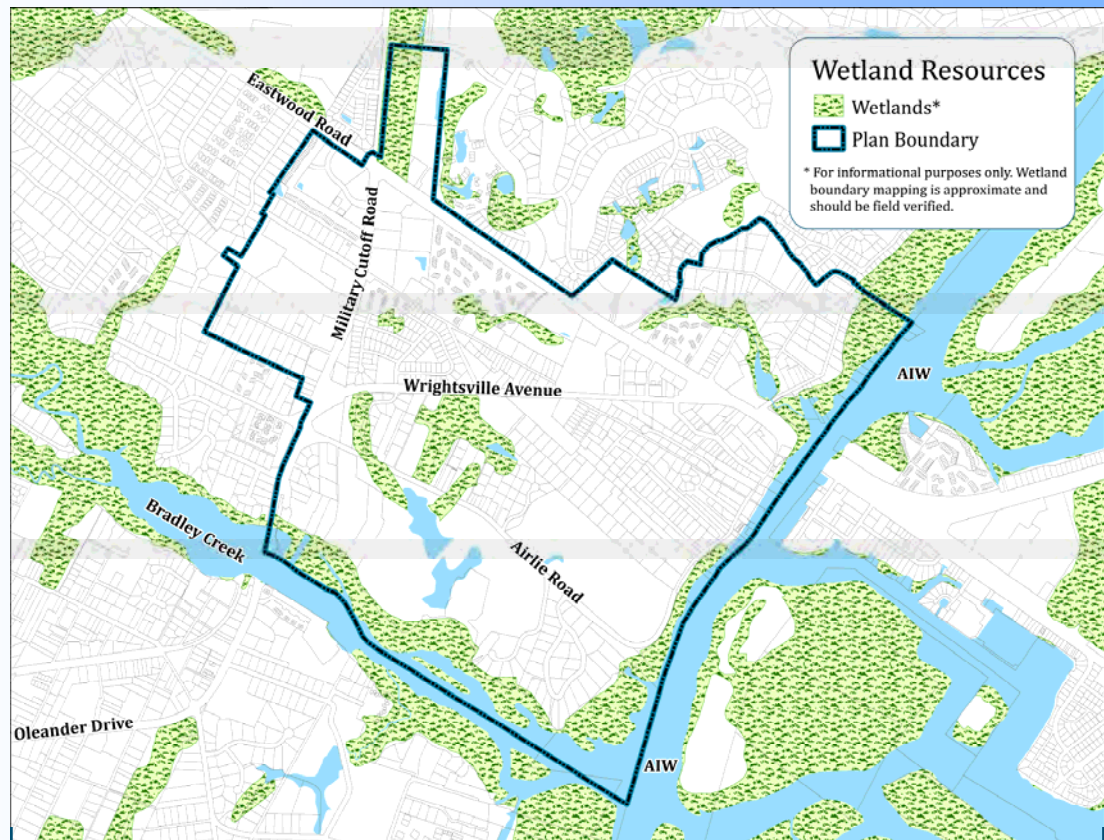 Wetland Resources
Wetlands*
Plan Boundary
* For informational purposes only. Wetland
boundary mapping is approximate and
should be field verified.
Eastwood Road
Military Cutoff Road
AIW
Wrightsville Avenue
Bradley Creek
Airlie Road
Oleander Drive
AIW